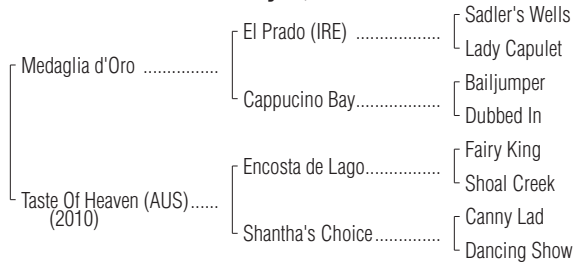 Sadler's Wells
El Prado (IRE) ..................
Lady Capulet
Medaglia d'Oro ................
Bailjumper
Cappucino Bay...................
Dubbed In
Fairy King
Encosta de Lago.................
Shoal Creek
Taste Of Heaven (AUS)......
(2010)
Canny Lad
Shantha's Choice...............
Dancing Show